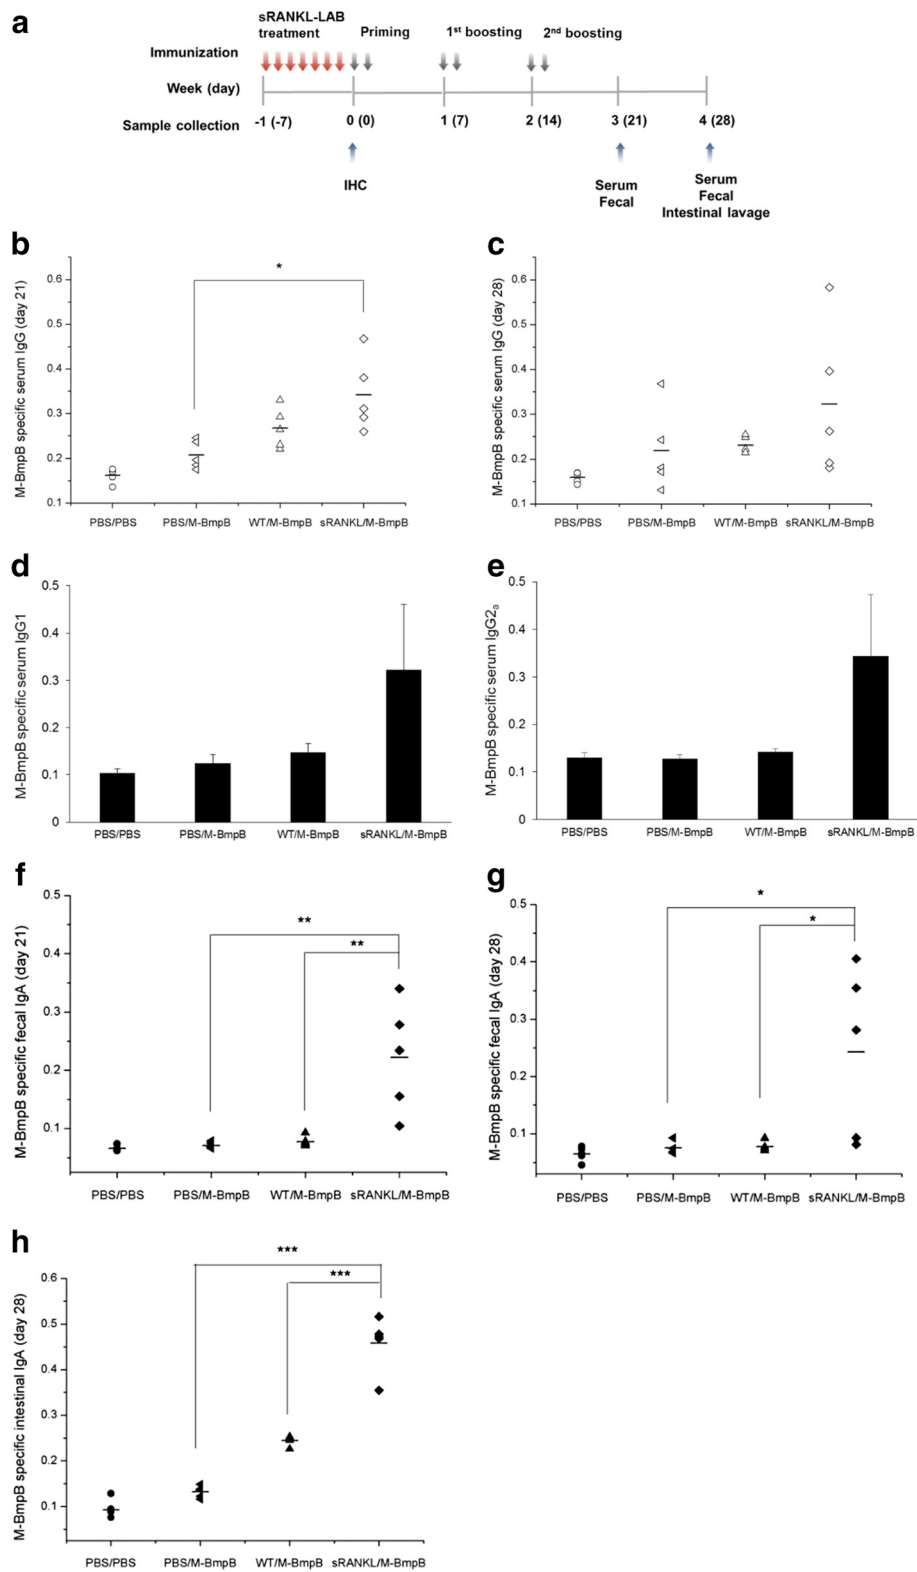 a
sRANKL-LAB
treatment
Priming
1st boosting
2nd boosting
Immunization
Week (day)
Sample collection
-1 (-7)
0 (0)
1 (7)
2 (14)
3 (21)
4 (28)
IHC
Serum
Fecal
Serum
Fecal
Intestinal lavage
b
M-BmpB specific serum IgG (day 21)
0.6
0.5
0.4
0.3
0.2
0.1
*
PBS/PBS
PBS/M-BmpB
WT/M-BmpB
sRANKL/M-BmpB
c
M-BmpB specific serum IgG (day 28)
0.6
0.5
0.4
0.3
0.2
0.1
PBS/PBS
PBS/M-BmpB
WT/M-BmpB
sRANKL/M-BmpB
d
M-BmpB specific serum IgG1
0.5
0.4
0.3
0.2
0.1
0
PBS/PBS
PBS/M-BmpB
WT/M-BmpB
sRANKL/M-BmpB
e
M-BmpB specific serum IgG2a
0.5
0.4
0.3
0.2
0.1
0
PBS/PBS
PBS/M-BmpB
WT/M-BmpB
sRANKL/M-BmpB
f
M-BmpB specific fecal IgA (day 21)
0.5
0.4
0.3
0.2
0.1
**
**
PBS/PBS
PBS/M-BmpB
WT/M-BmpB
sRANKL/M-BmpB
g
M-BmpB specific fecal IgA (day 28)
0.5
0.4
0.3
0.2
0.1
*
*
PBS/PBS
PBS/M-BmpB
WT/M-BmpB
sRANKL/M-BmpB
h
M-BmpB specific intestinal IgA (day 28)
0.6
0.5
0.4
0.3
0.2
0.1
***
***
PBS/PBS
PBS/M-BmpB
WT/M-BmpB
sRANKL/M-BmpB